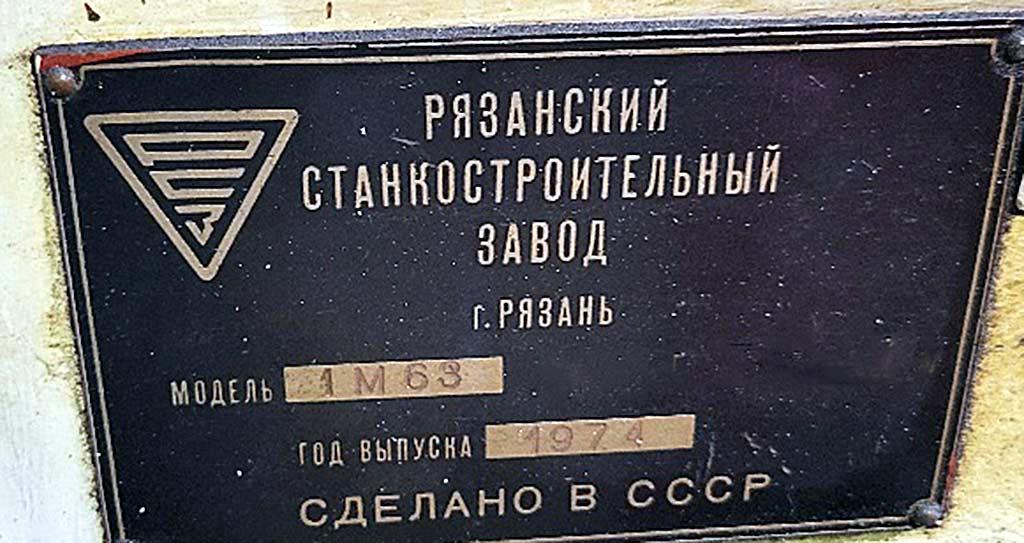 РЯЗАНСКИЙ
СТАНКОСТРОИТЕЛЬНЫЙ
ЗАВОД
г. РЯЗАНЬ
МОДЕЛЬ 1М63
ГОД ВЫПУСКА 1974
СДЕЛАНО В СССР